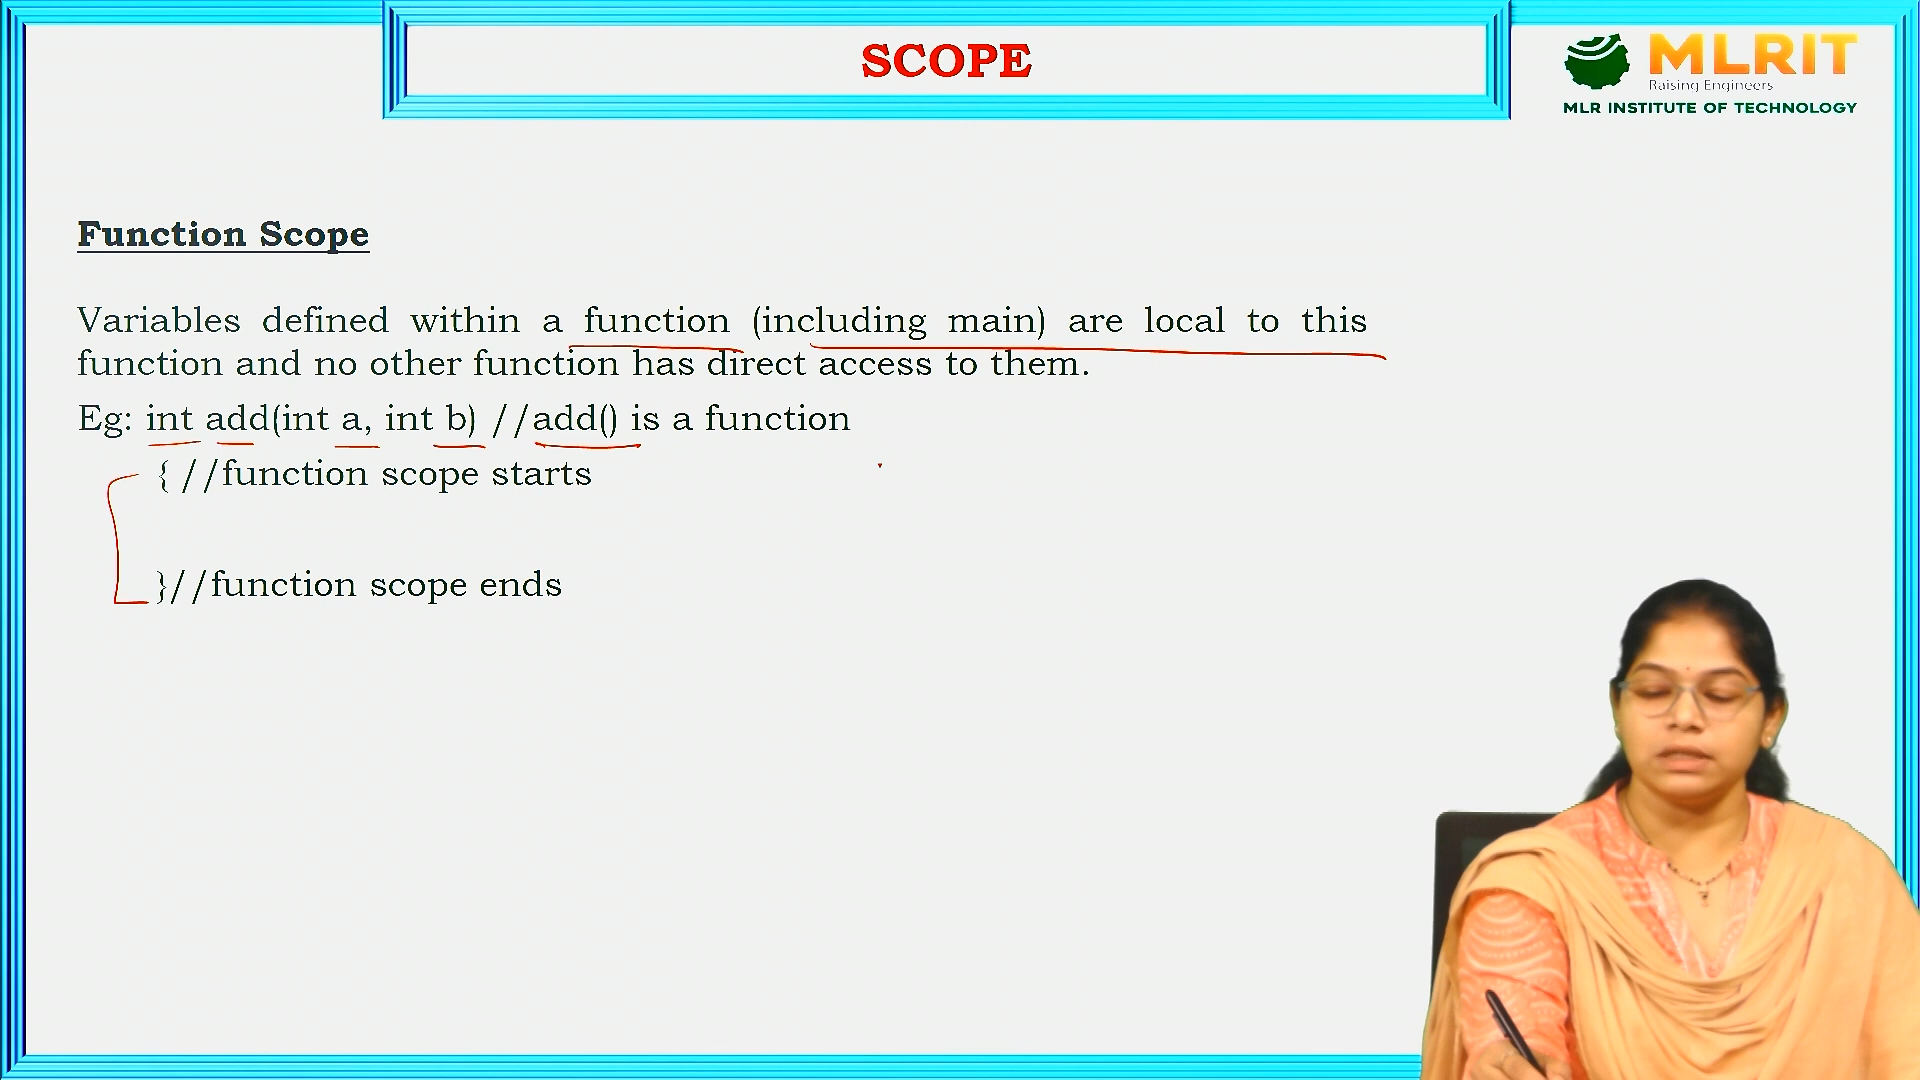 SCOPE
MLRIT
Raising Engineers
MLR INSTITUTE OF TECHNOLOGY
Function Scope
Variables defined within a function (including main) are local to this
function and no other function has direct access to them.
Eg: int add(int a, int b) //add() is a function
{ //function scope starts
}//function scope ends